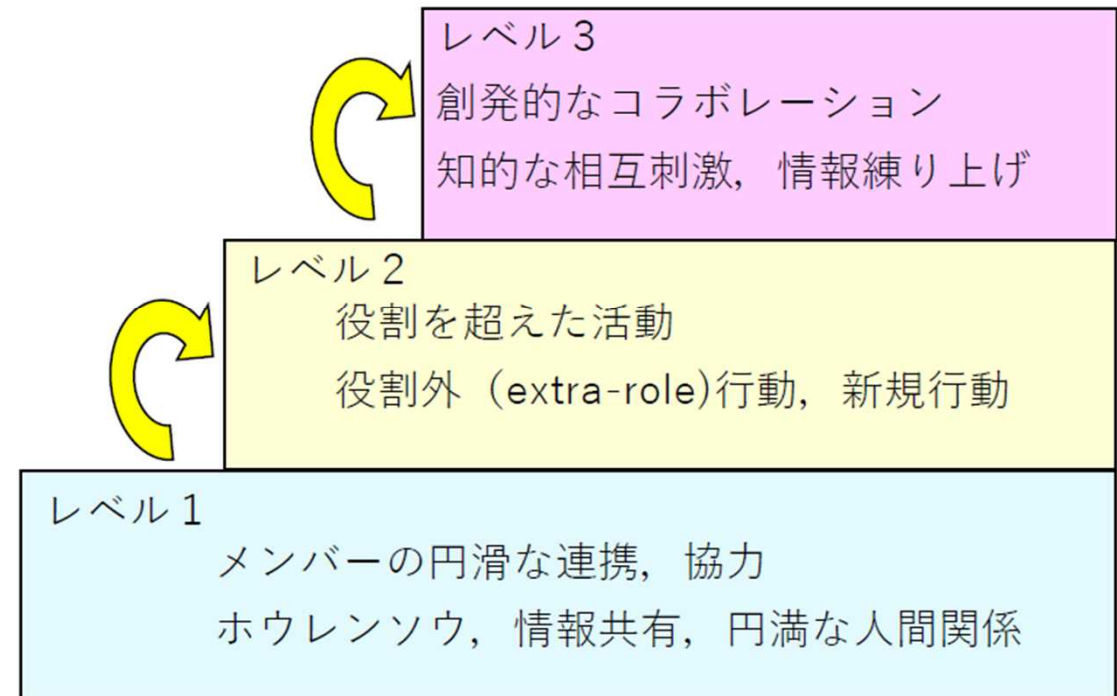 レベル３
創発的なコラボレーション
知的な相互刺激，情報練り上げ
レベル２
役割を超えた活動
役割外（extra-role)行動，新規行動
レベル１
メンバーの円滑な連携，協力
ホウレンソウ，情報共有，円満な人間関係